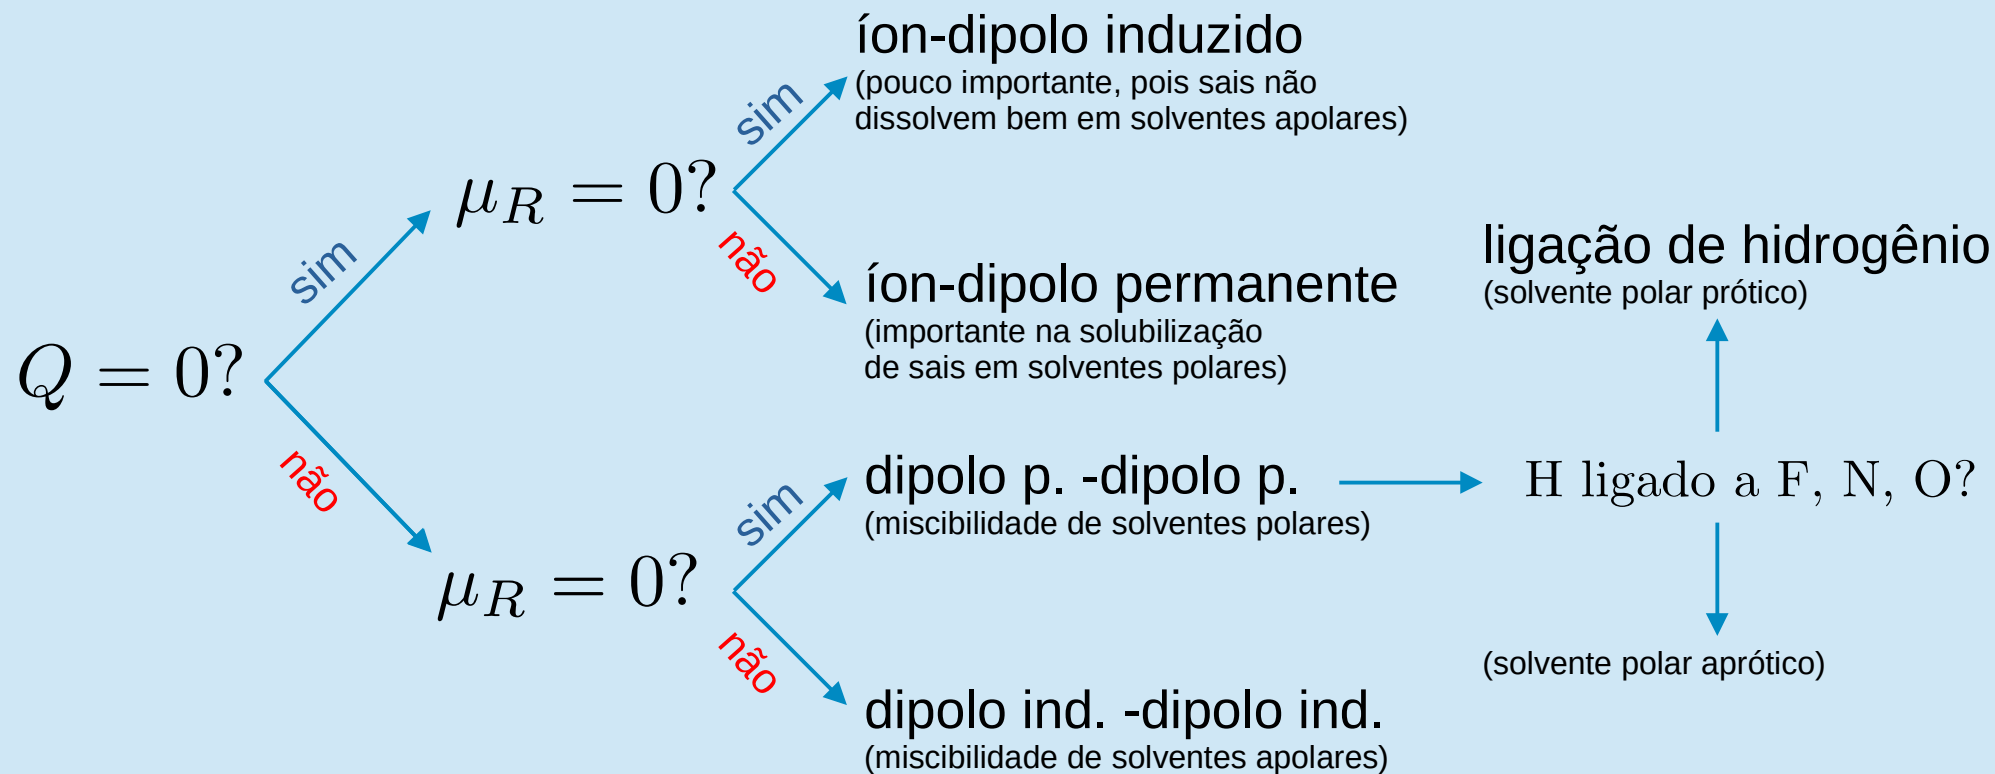 íon-dipolo induzido
(pouco importante, pois sais não
dissolvem bem em solventes apolares)
sim
μ_R = 0?
não
íon-dipolo permanente
(importante na solubilização
de sais em solventes polares)
ligação de hidrogênio
(solvente polar prótico)
sim
Q = 0?
não
dipolo p. -dipolo p.
(miscibilidade de solventes polares)
H ligado a F, N, O?
sim
μ_R = 0?
não
(solvente polar aprótico)
dipolo ind. -dipolo ind.
(miscibilidade de solventes apolares)